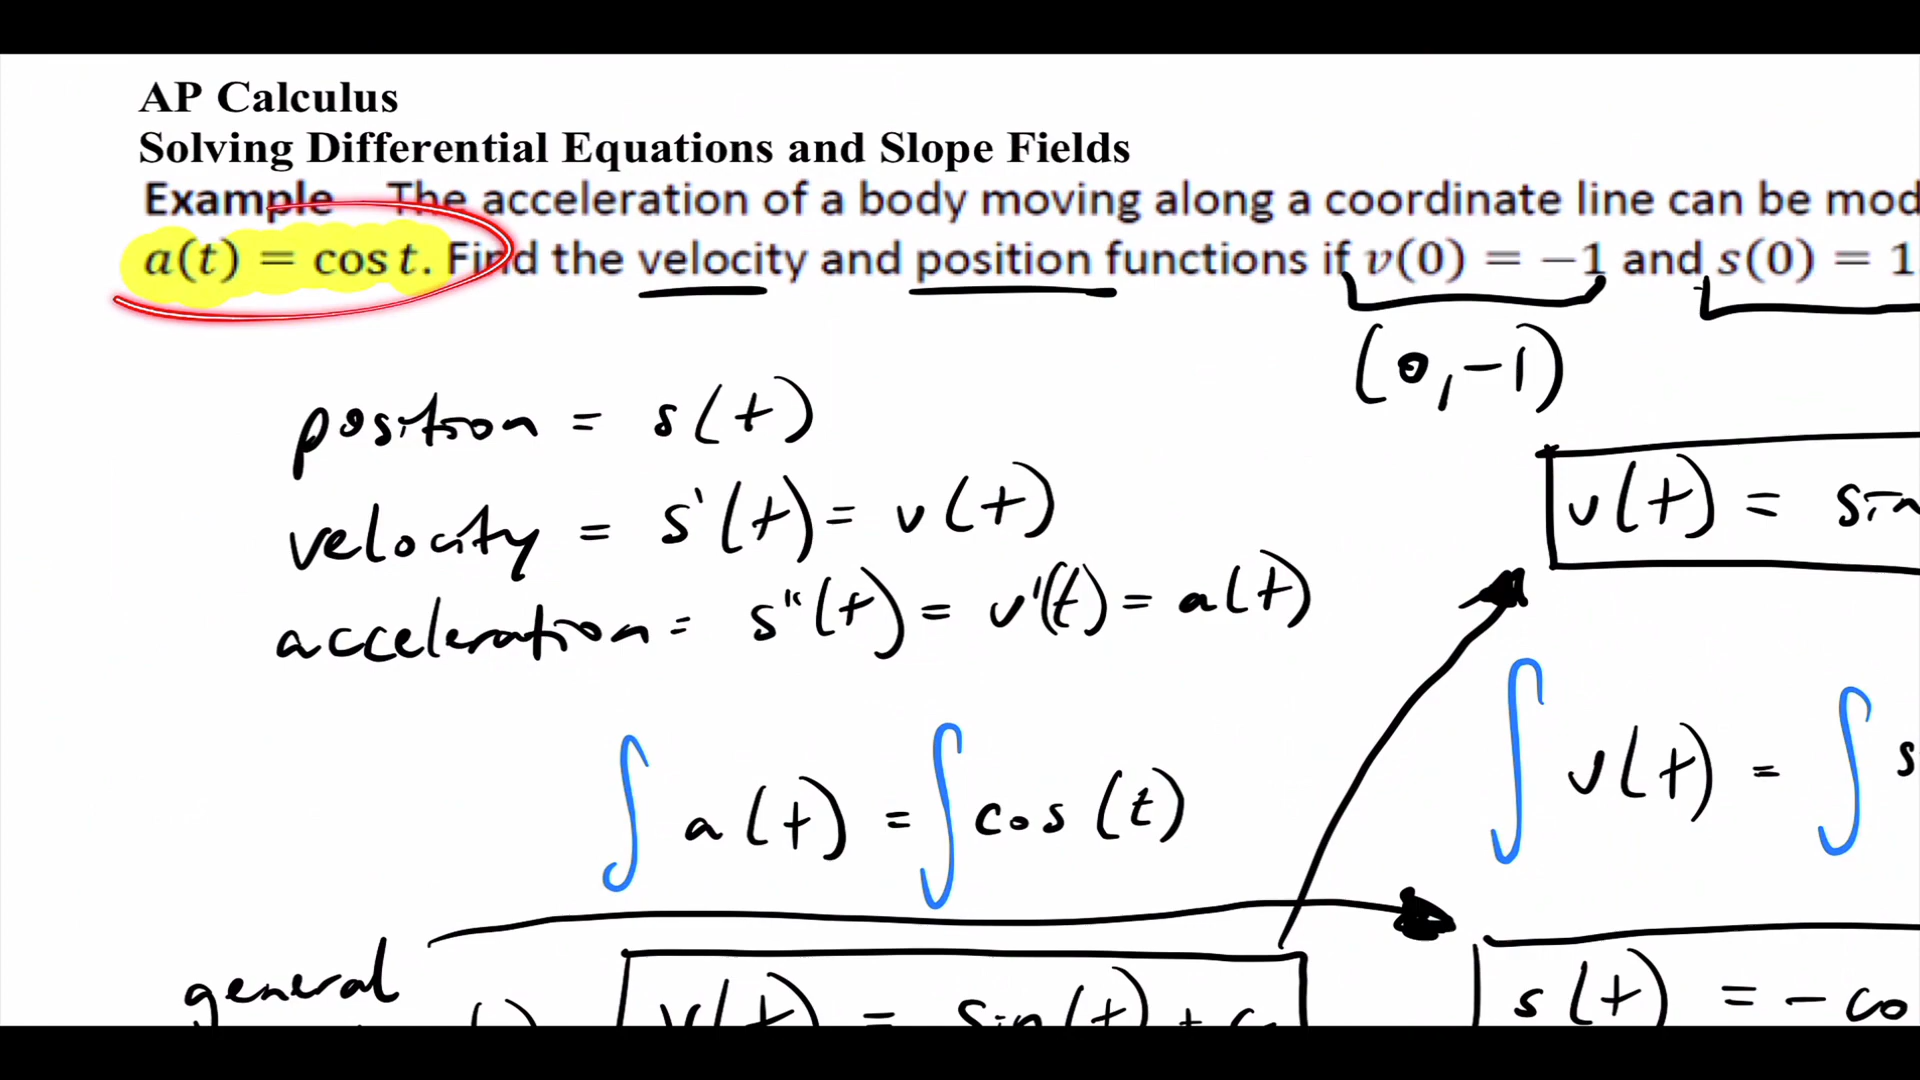 AP Calculus
Solving Differential Equations and Slope Fields
Example The acceleration of a body moving along a coordinate line can be mod
a(t) = cos t. Find the velocity and position functions if v(0) = −1 and s(0) = 1
(0,−1)
position = s(t)
velocity = s'(t) = v(t)
v(t) = sin
acceleration = s"(t) = v'(t) = a(t)
∫ a(t) = ∫ cos(t)
∫ v(t) = ∫ s
general
v(t) = sin(t) + c
s(t) = − co